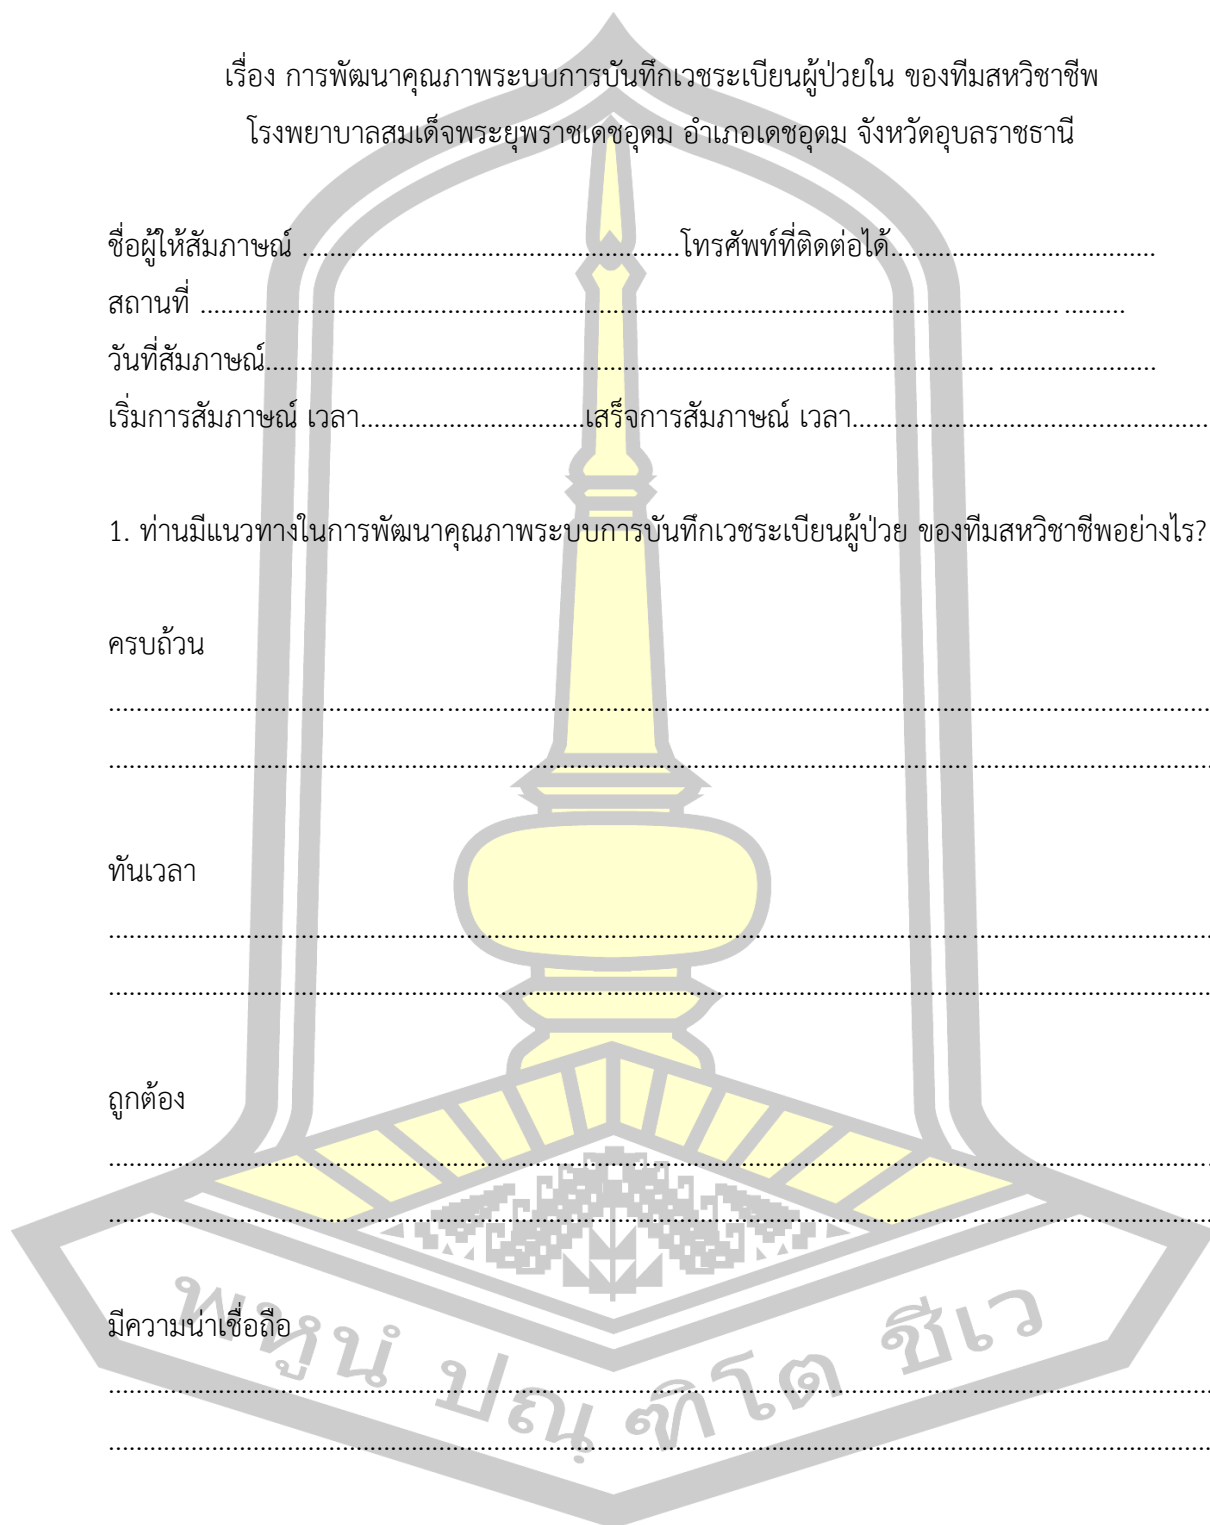 เรื่อง การพัฒนาคุณภาพระบบการบันทึกเวชระเบียนผู้ป่วยใน ของทีมสหวิชาชีพ
โรงพยาบาลสมเด็จพระยุพราชเดชอุดม อำเภอเดชอุดม จังหวัดอุบลราชธานี
ชื่อผู้ให้สัมภาษณ์ ........................................................โทรศัพท์ที่ติดต่อได้.......................................
สถานที่ ............................................................................................................................... .........
วันที่สัมภาษณ์............................................................................................................ .......................
เริ่มการสัมภาษณ์ เวลา.................................เสร็จการสัมภาษณ์ เวลา.....................................................
1. ท่านมีแนวทางในการพัฒนาคุณภาพระบบการบันทึกเวชระเบียนผู้ป่วย ของทีมสหวิชาชีพอย่างไร?
ครบถ้วน
....................................................................................................................................................................
....................................................................................................................................................................
ทันเวลา
....................................................................................................................................................................
....................................................................................................................................................................
ถูกต้อง
....................................................................................................................................................................
....................................................................................................................................................................
มีความน่าเชื่อถือ
....................................................................................................................................................................
....................................................................................................................................................................
พหูนํ ปณฺฑิโต ชีเว